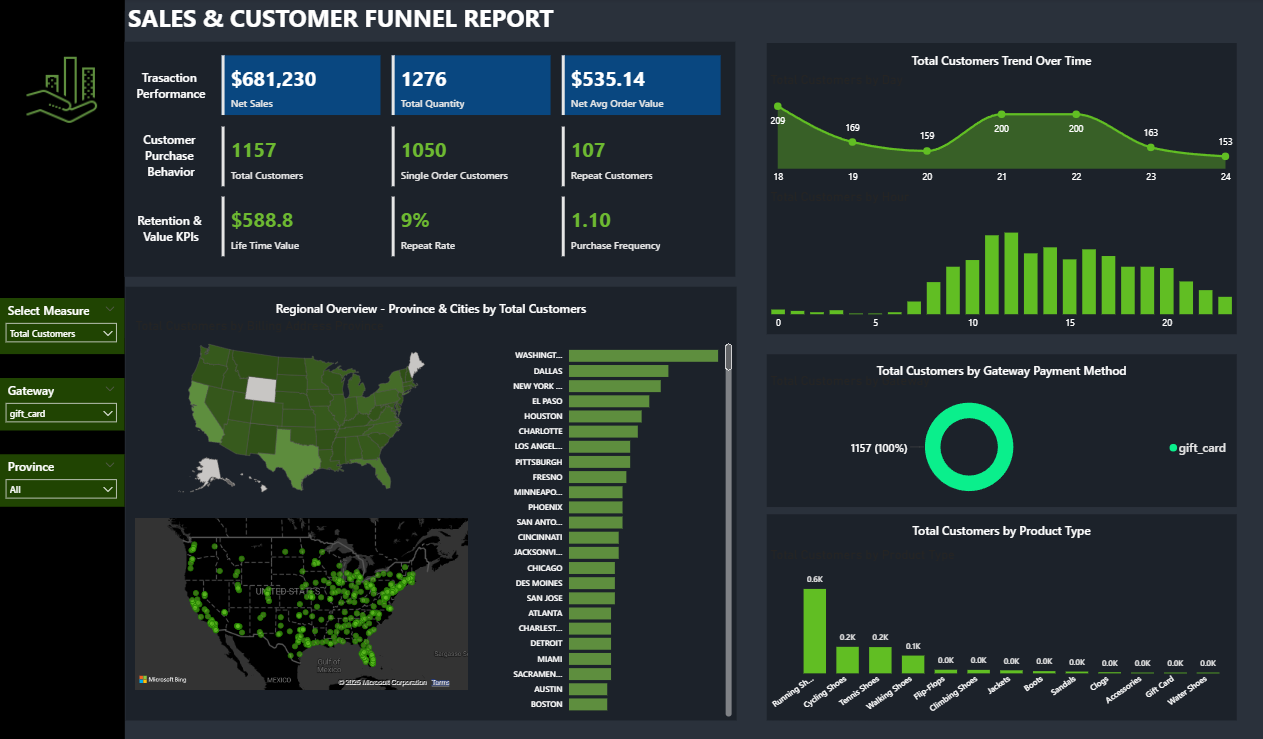 SALES & CUSTOMER FUNNEL REPORT
Trasaction
Performance
$681,230
Net Sales
1276
Total Quantity
$535.14
Net Avg Order Value
Customer
Purchase
Behavior
1157
Total Customers
1050
Single Order Customers
107
Repeat Customers
Retention &
Value KPIs
$588.8
Life Time Value
9%
Repeat Rate
1.10
Purchase Frequency
Select Measure
Total Customers
Gateway
gift_card
Province
All
Regional Overview - Province & Cities by Total Customers
WASHINGT...
DALLAS
NEW YORK ...
EL PASO
HOUSTON
CHARLOTTE
LOS ANGEL...
PITTSBURGH
FRESNO
MINNEAPO...
PHOENIX
SAN ANTO...
CINCINNATI
JACKSONVI...
CHICAGO
DES MOINES
SAN JOSE
ATLANTA
CHARLEST...
DETROIT
MIAMI
SACRAMEN...
AUSTIN
BOSTON
UNITED STATES
Gulf of
Mexico
MEXICO
Microsoft Bing
© 2025 Microsoft Corporation Terms
Total Customers Trend Over Time
209
169
159
200
200
163
153
18 19 20 21 22 23 24
0 5 10 15 20
Total Customers by Gateway Payment Method
1157 (100%)
gift_card
Total Customers by Product Type
0.6K
0.2K
0.2K
0.1K
0.0K
0.0K
0.0K
0.0K
0.0K
0.0K
0.0K
0.0K
0.0K
Running Sh...
Cycling Shoes
Tennis Shoes
Walking Shoes
Flip-Flops
Climbing Shoes
Jackets
Boots
Sandals
Clogs
Accessories
Gift Card
Water Shoes